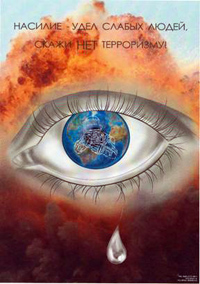 НАСИЛИЕ - УДЕЛ СЛАБЫХ ЛЮДЕЙ,
СКАЖИ НЕТ ТЕРРОРИЗМУ!